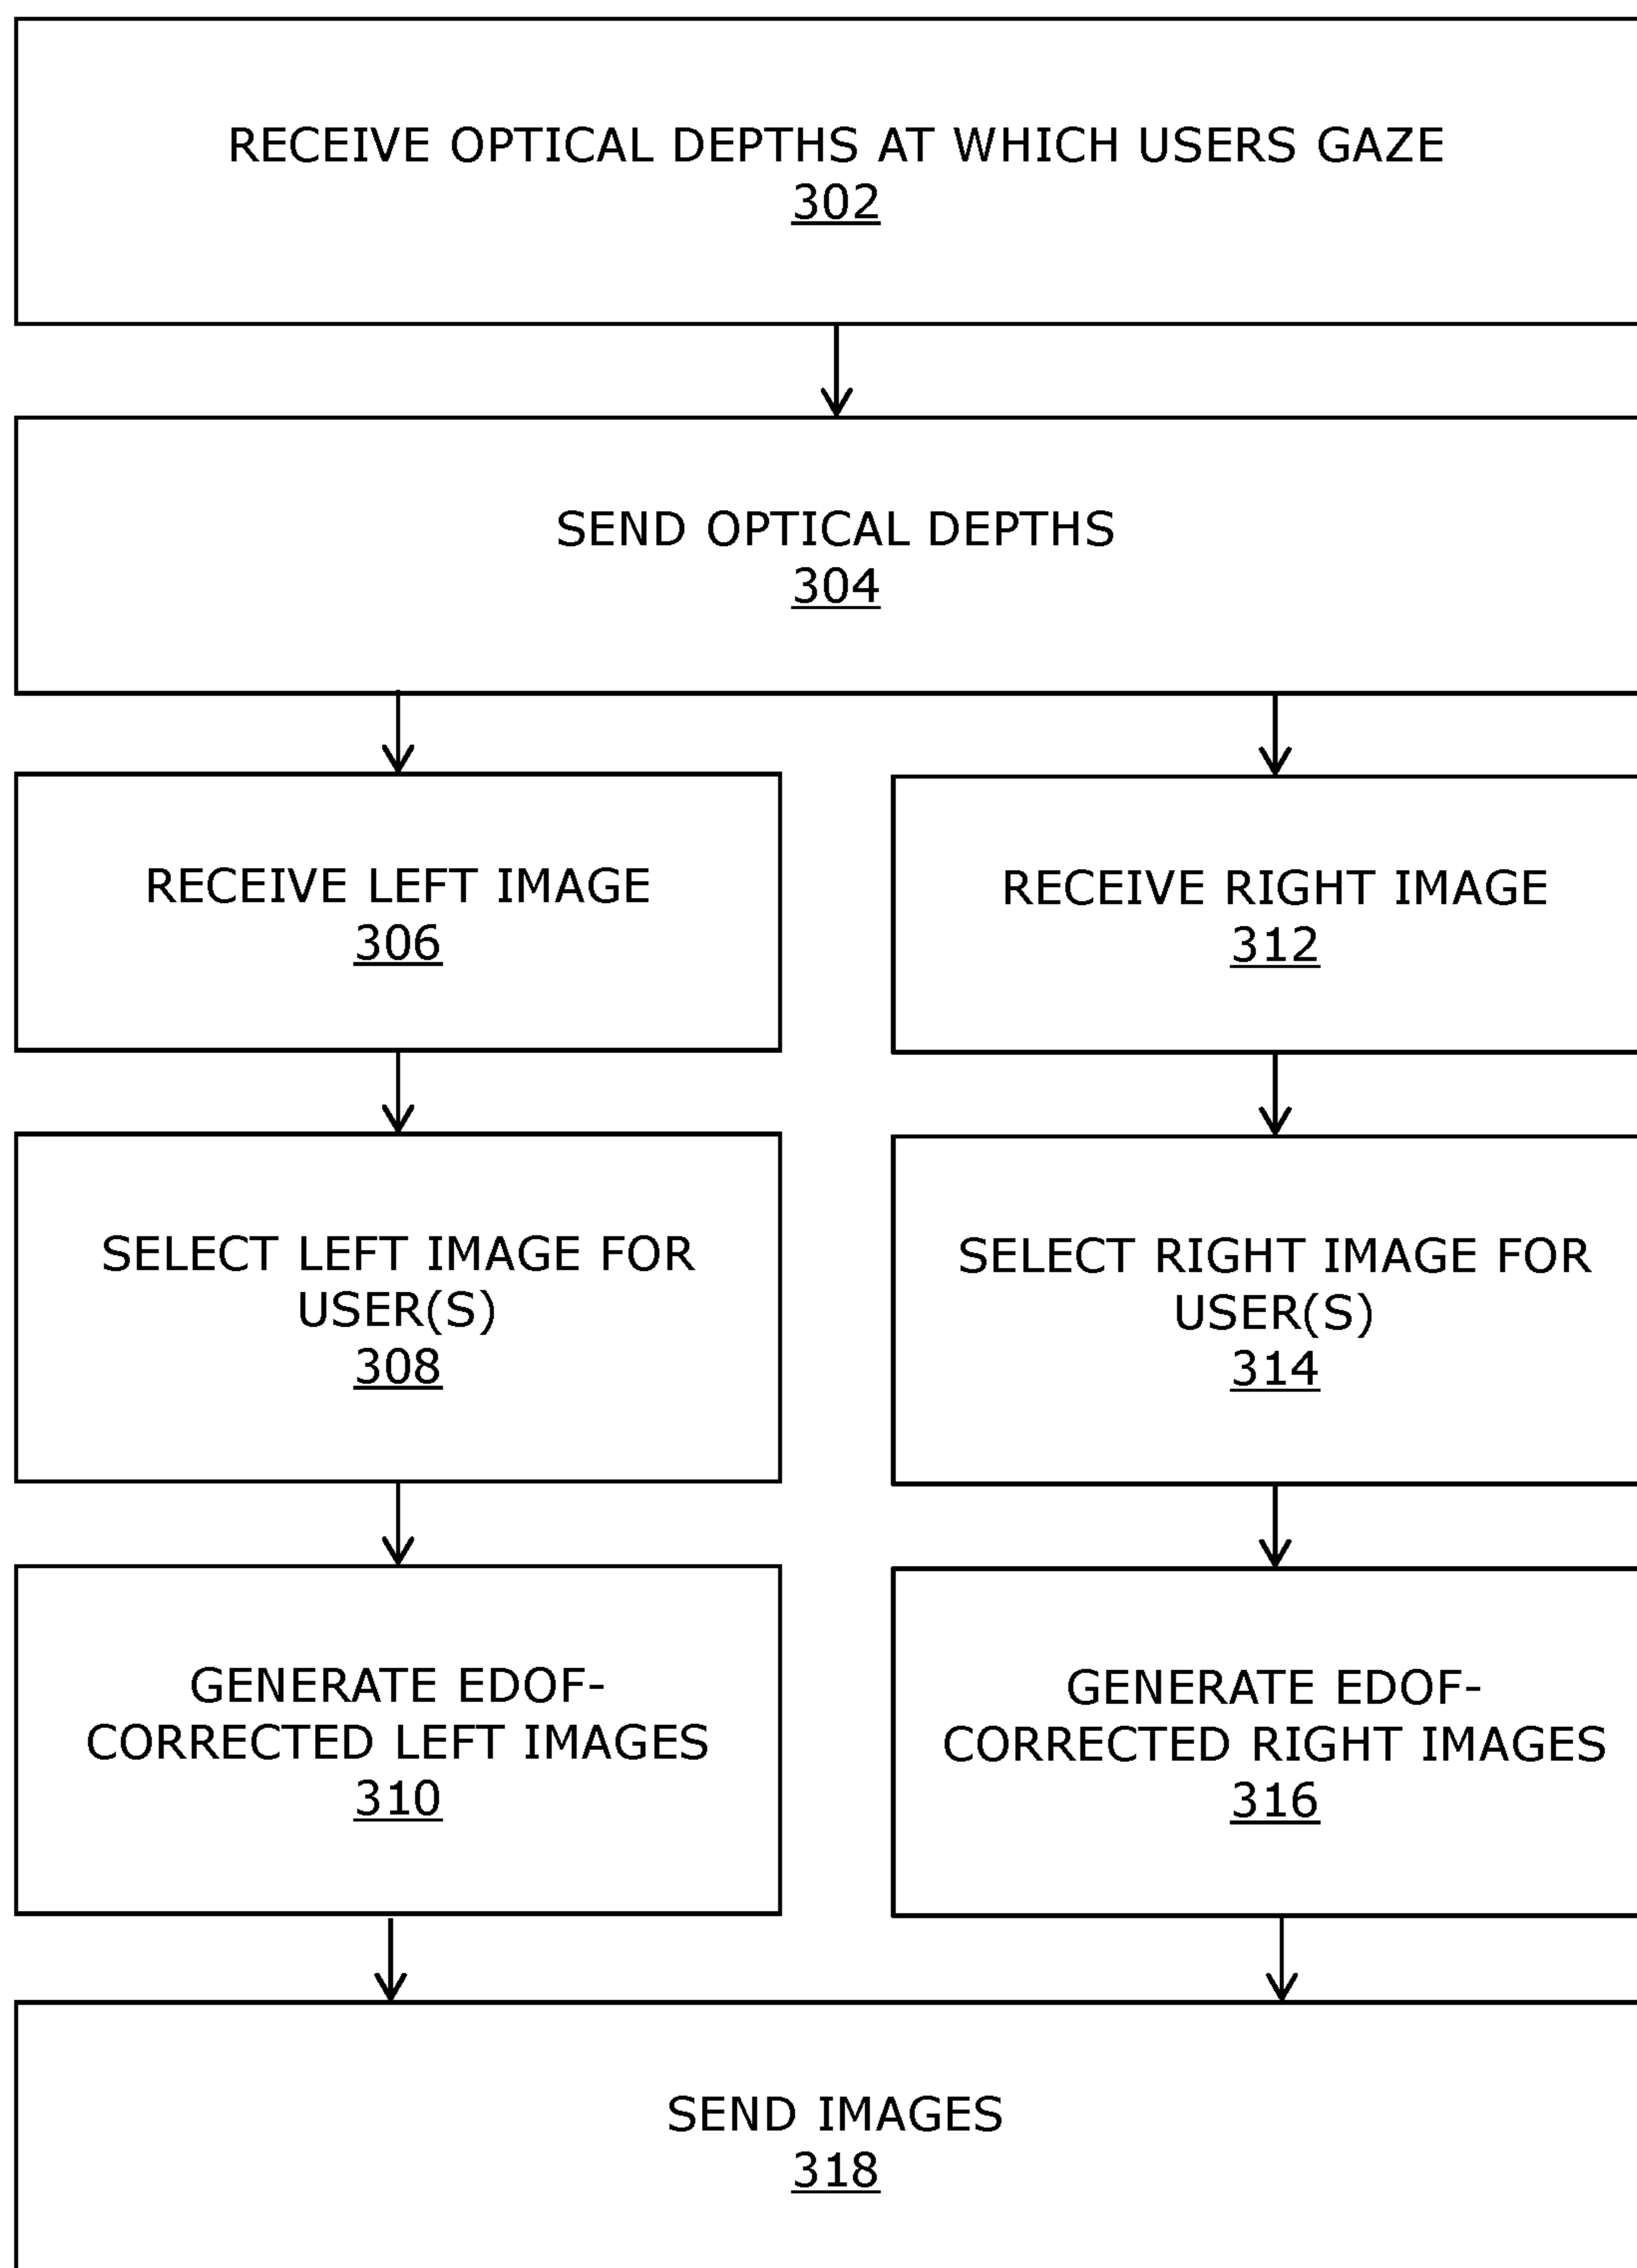 RECEIVE OPTICAL DEPTHS AT WHICH USERS GAZE
302
SEND OPTICAL DEPTHS
304
RECEIVE LEFT IMAGE
306
SELECT LEFT IMAGE FOR
USER(S)
308
GENERATE EDOF-
CORRECTED LEFT IMAGES
310
RECEIVE RIGHT IMAGE
312
SELECT RIGHT IMAGE FOR
USER(S)
314
GENERATE EDOF-
CORRECTED RIGHT IMAGES
316
SEND IMAGES
318